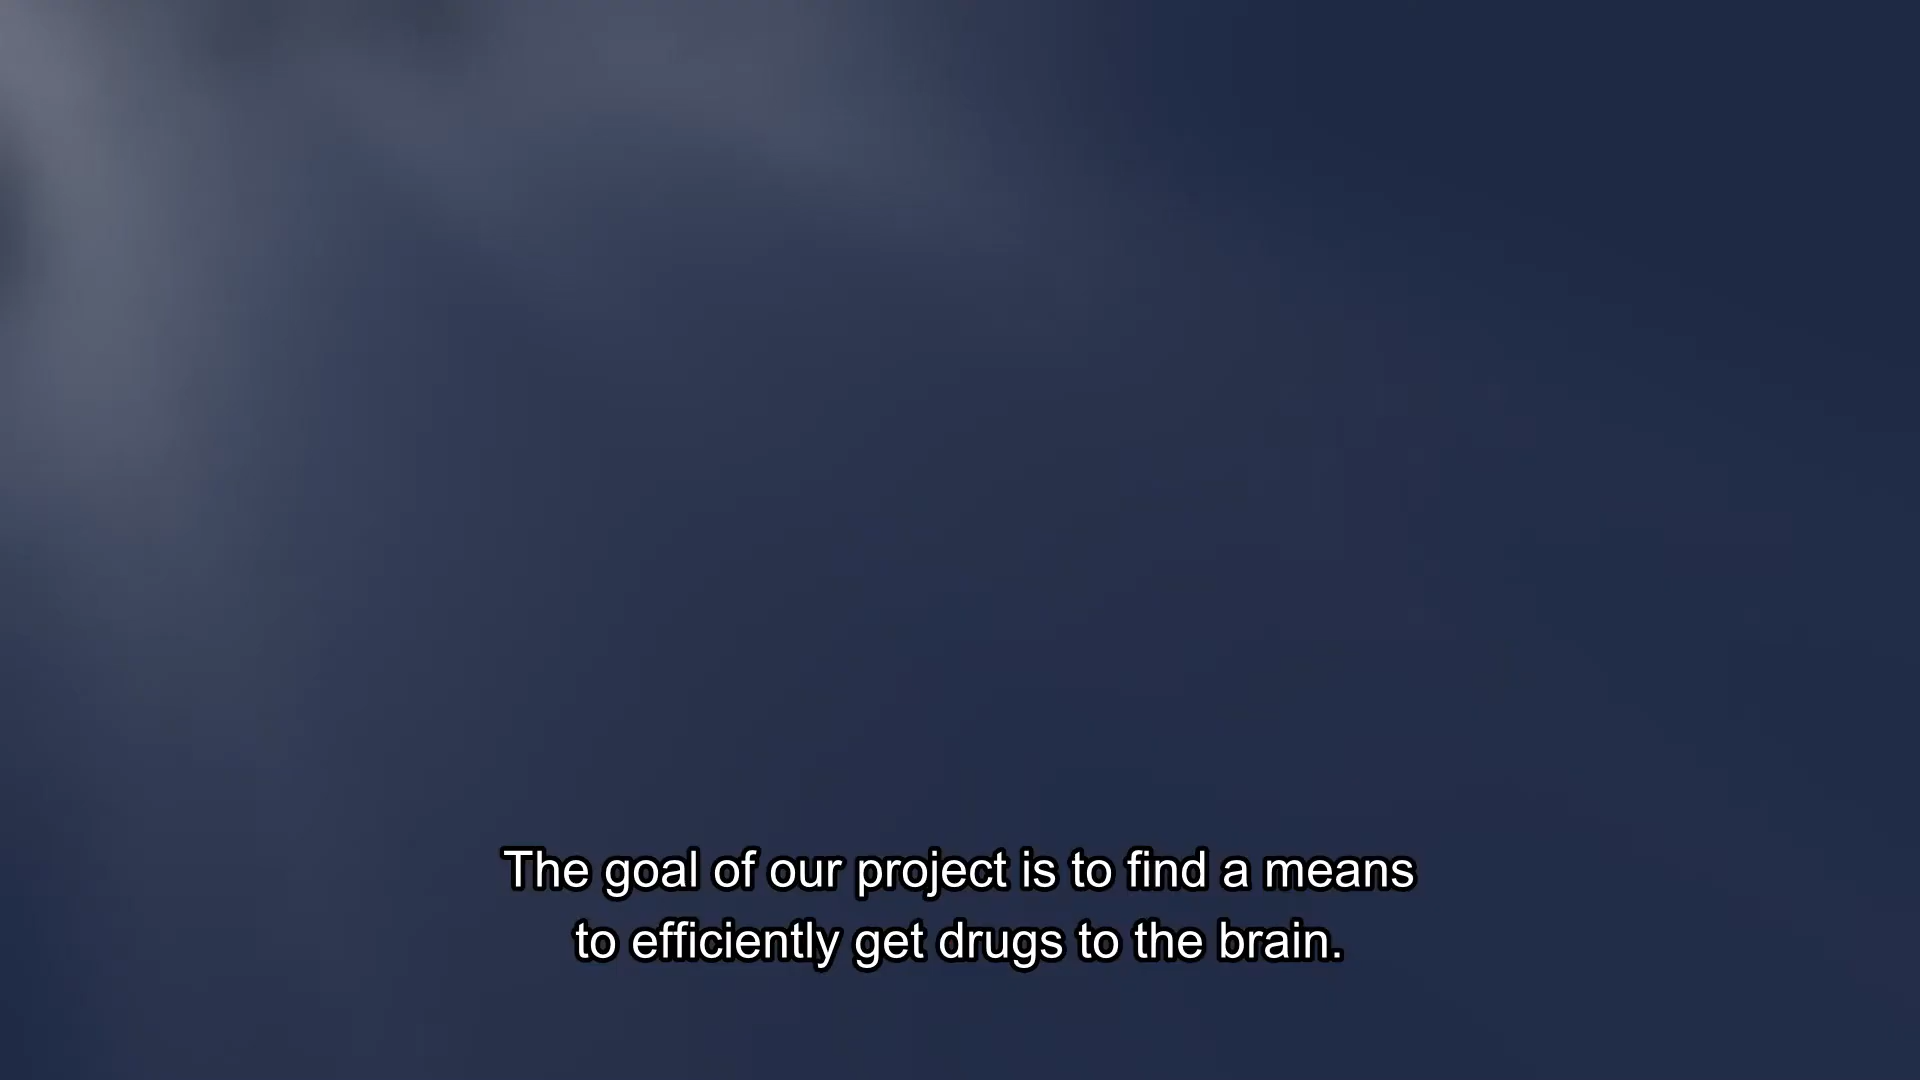 The goal of our project is to find a means
to efficiently get drugs to the brain.